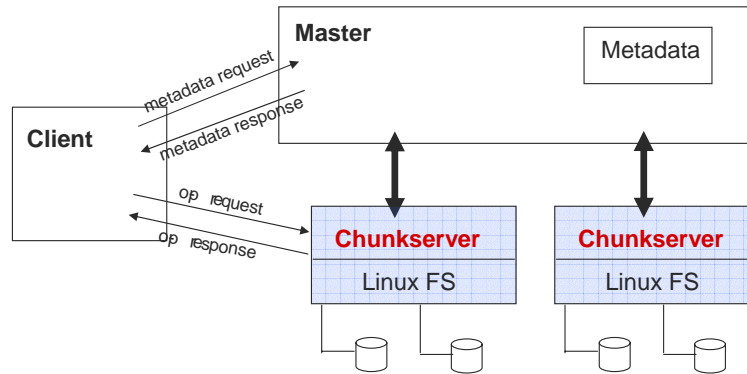 Master
Metadata
metadata request
metadata response
Client
op request
op response
Chunkserver
Linux FS
Chunkserver
Linux FS